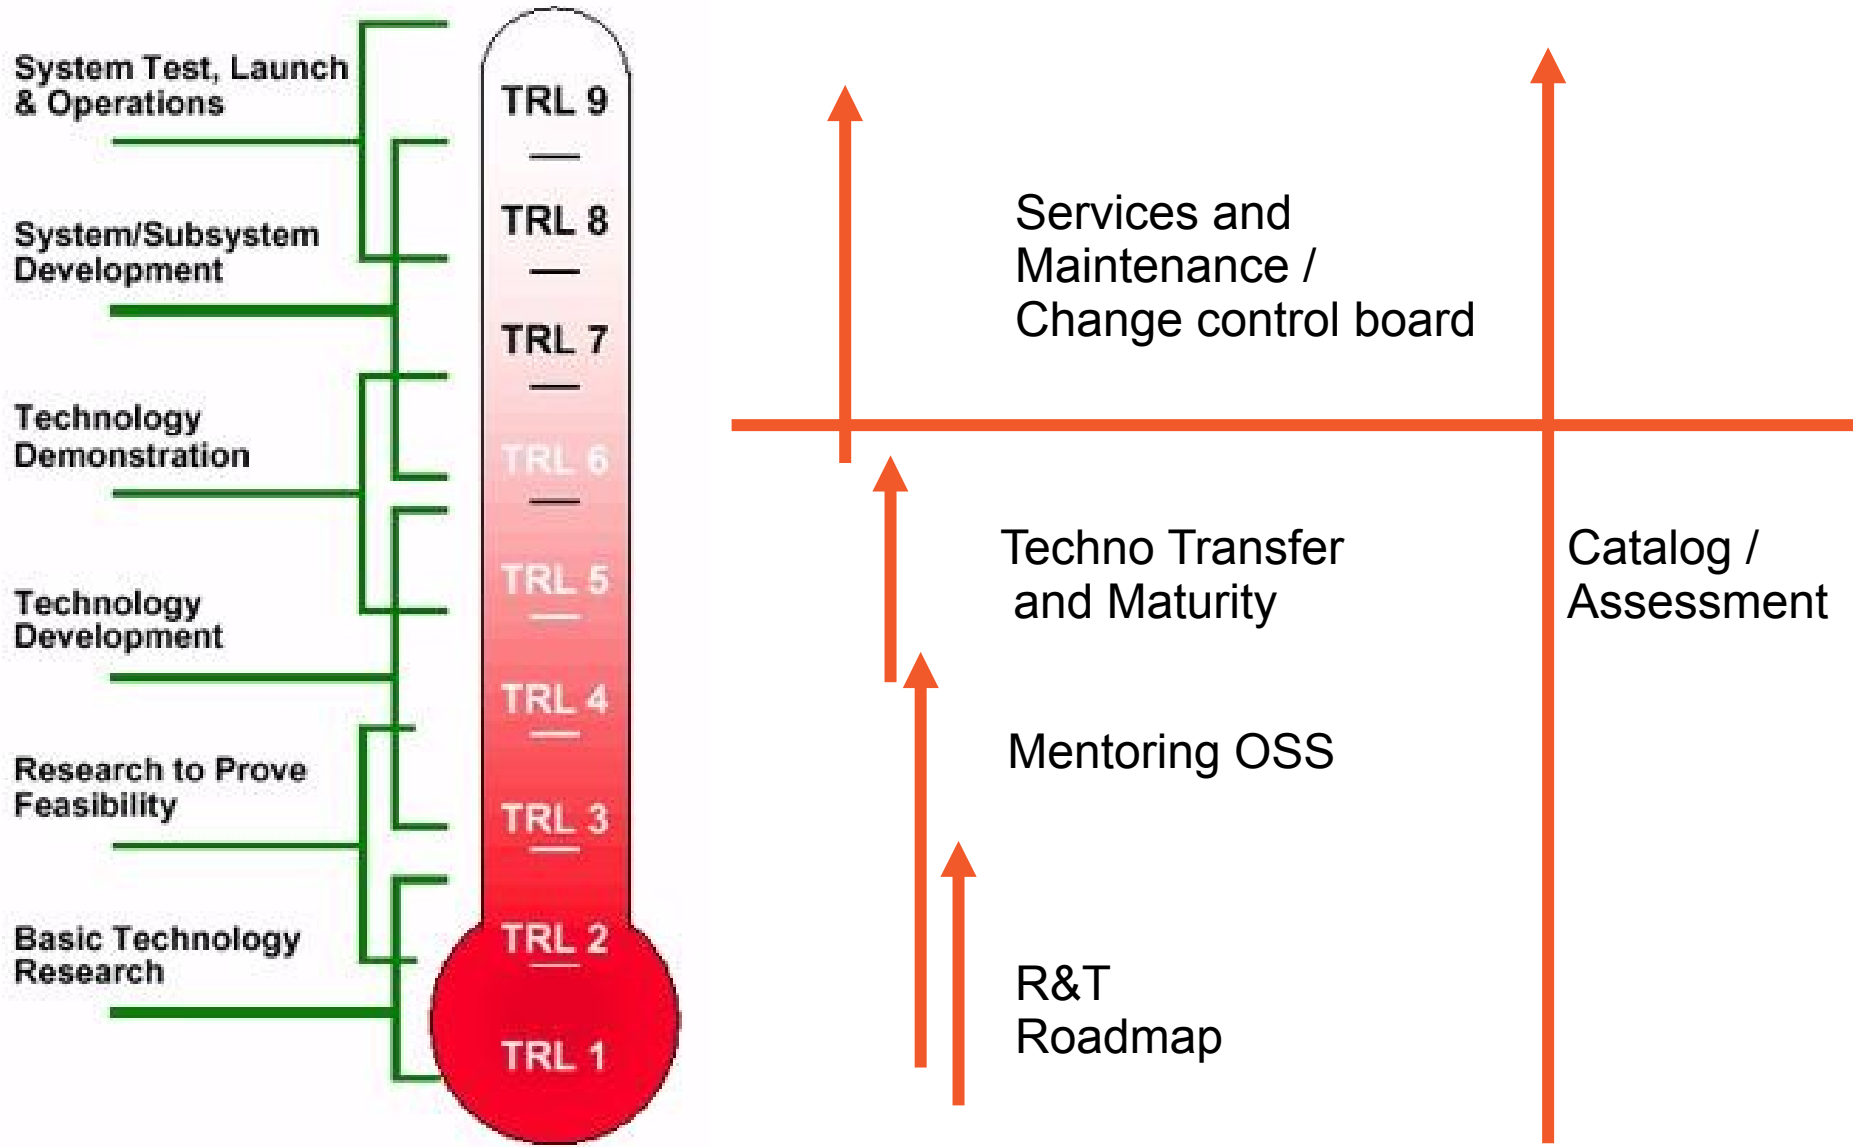 System Test, Launch
& Operations
System/Subsystem
Development
Technology
Demonstration
Technology
Development
Research to Prove
Feasibility
Basic Technology
Research
TRL 9
TRL 8
TRL 7
TRL 6
TRL 5
TRL 4
TRL 3
TRL 2
TRL 1
Services and
Maintenance /
Change control board
Techno Transfer
and Maturity
Mentoring OSS
R&T
Roadmap
Catalog /
Assessment